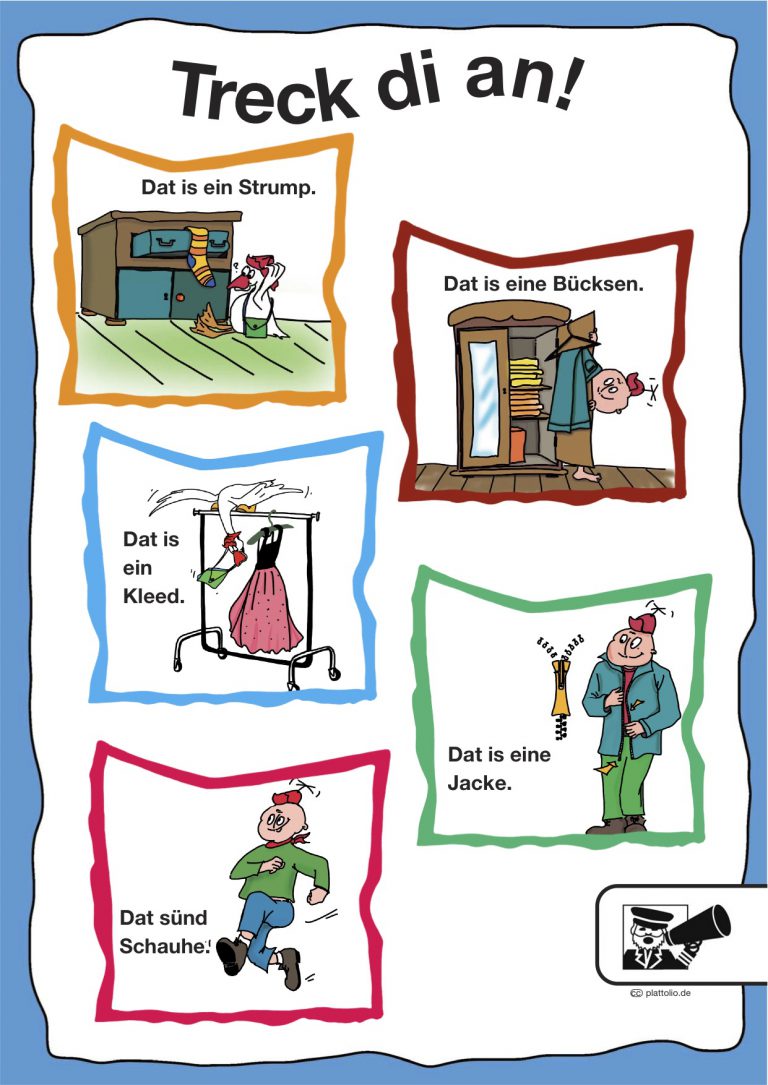 Treck di an!
Dat is ein Strump.
Dat is eine Bücksen.
Dat is
ein
Kleed.
Dat is eine
Jacke.
Dat sünd
Schauhe.
cc plattolio.de